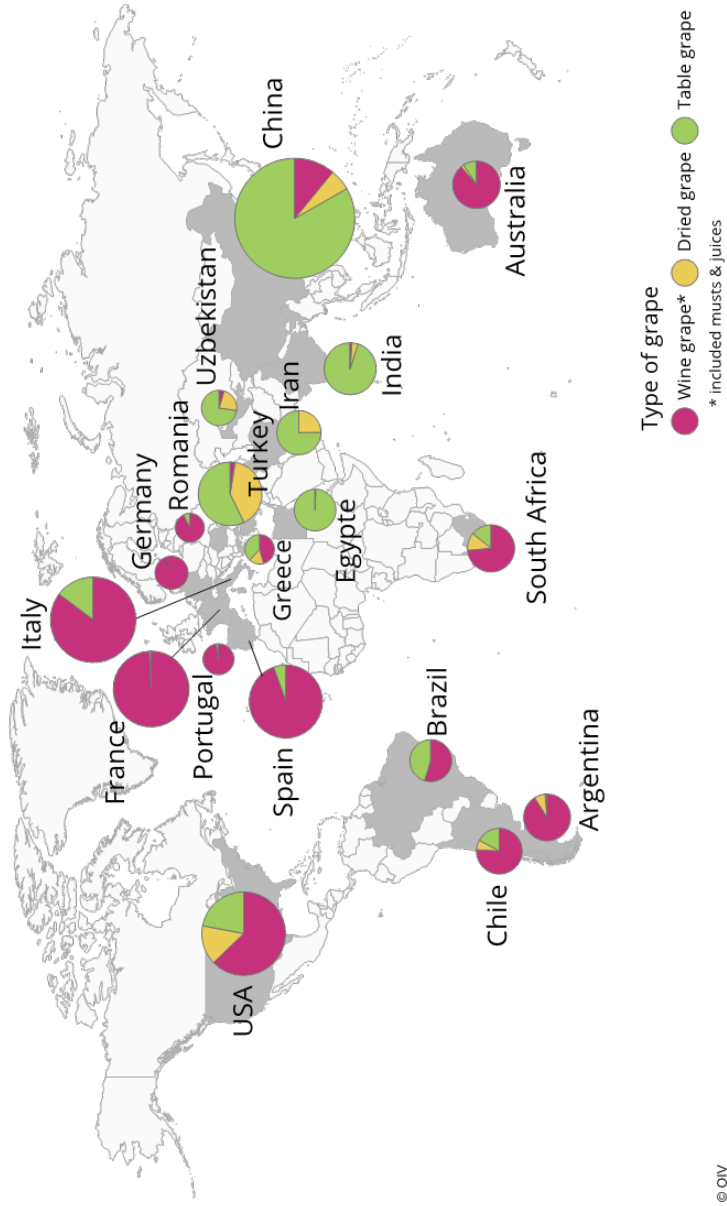 Italy
Germany
France
Romania
Uzbekistan
China
Portugal
Turkey
USA
Spain
Greece
Iran
Egypte
India
Brazil
Chile
Argentina
South Africa
Australia
Type of grape
Wine grape* Dried grape Table grape
* included musts & juices
© OIV